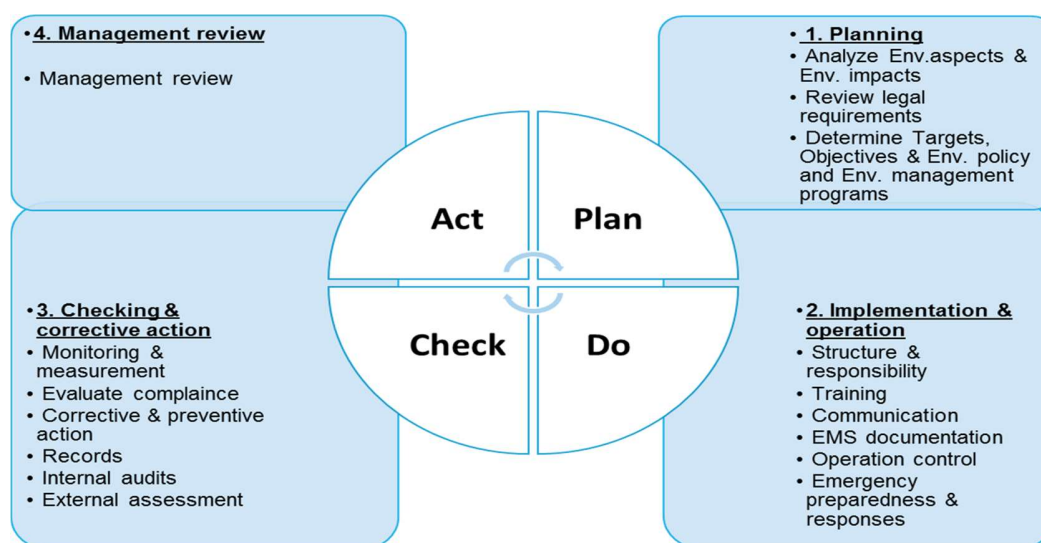 • 4. Management review
• Management review
• 1. Planning
• Analyze Env.aspects &
Env. impacts
• Review legal
requirements
• Determine Targets,
Objectives & Env. policy
and Env. management
programs
Act
Plan
Check
Do
• 3. Checking &
corrective action
• Monitoring &
measurement
• Evaluate complaince
• Corrective & preventive
action
• Records
• Internal audits
• External assessment
• 2. Implementation &
operation
• Structure &
responsibility
• Training
• Communication
• EMS documentation
• Operation control
• Emergency
preparedness &
responses